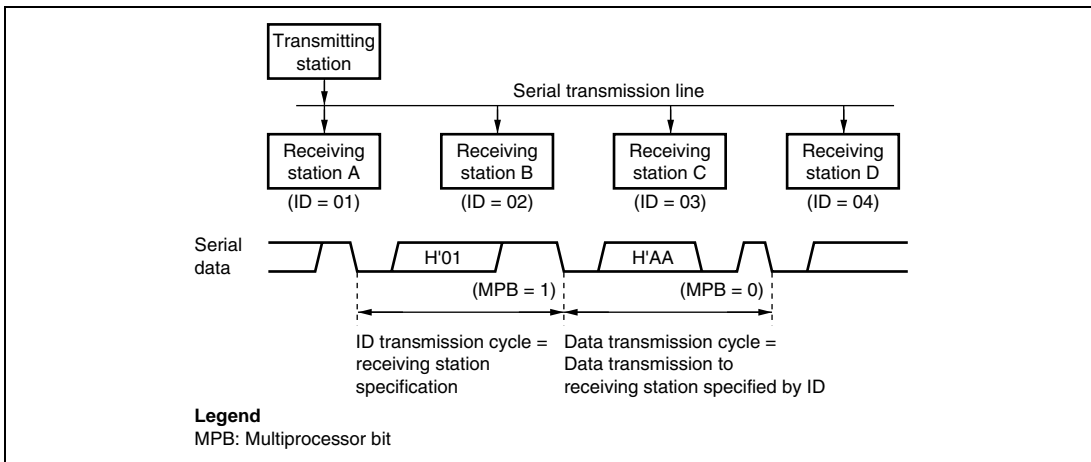 Transmitting
station
Serial transmission line
Receiving
station A
Receiving
station B
Receiving
station C
Receiving
station D
(ID = 01)
(ID = 02)
(ID = 03)
(ID = 04)
Serial
data
H'01
H'AA
(MPB = 1)
(MPB = 0)
ID transmission cycle =
receiving station
specification
Data transmission cycle =
Data transmission to
receiving station specified by ID
Legend
MPB: Multiprocessor bit